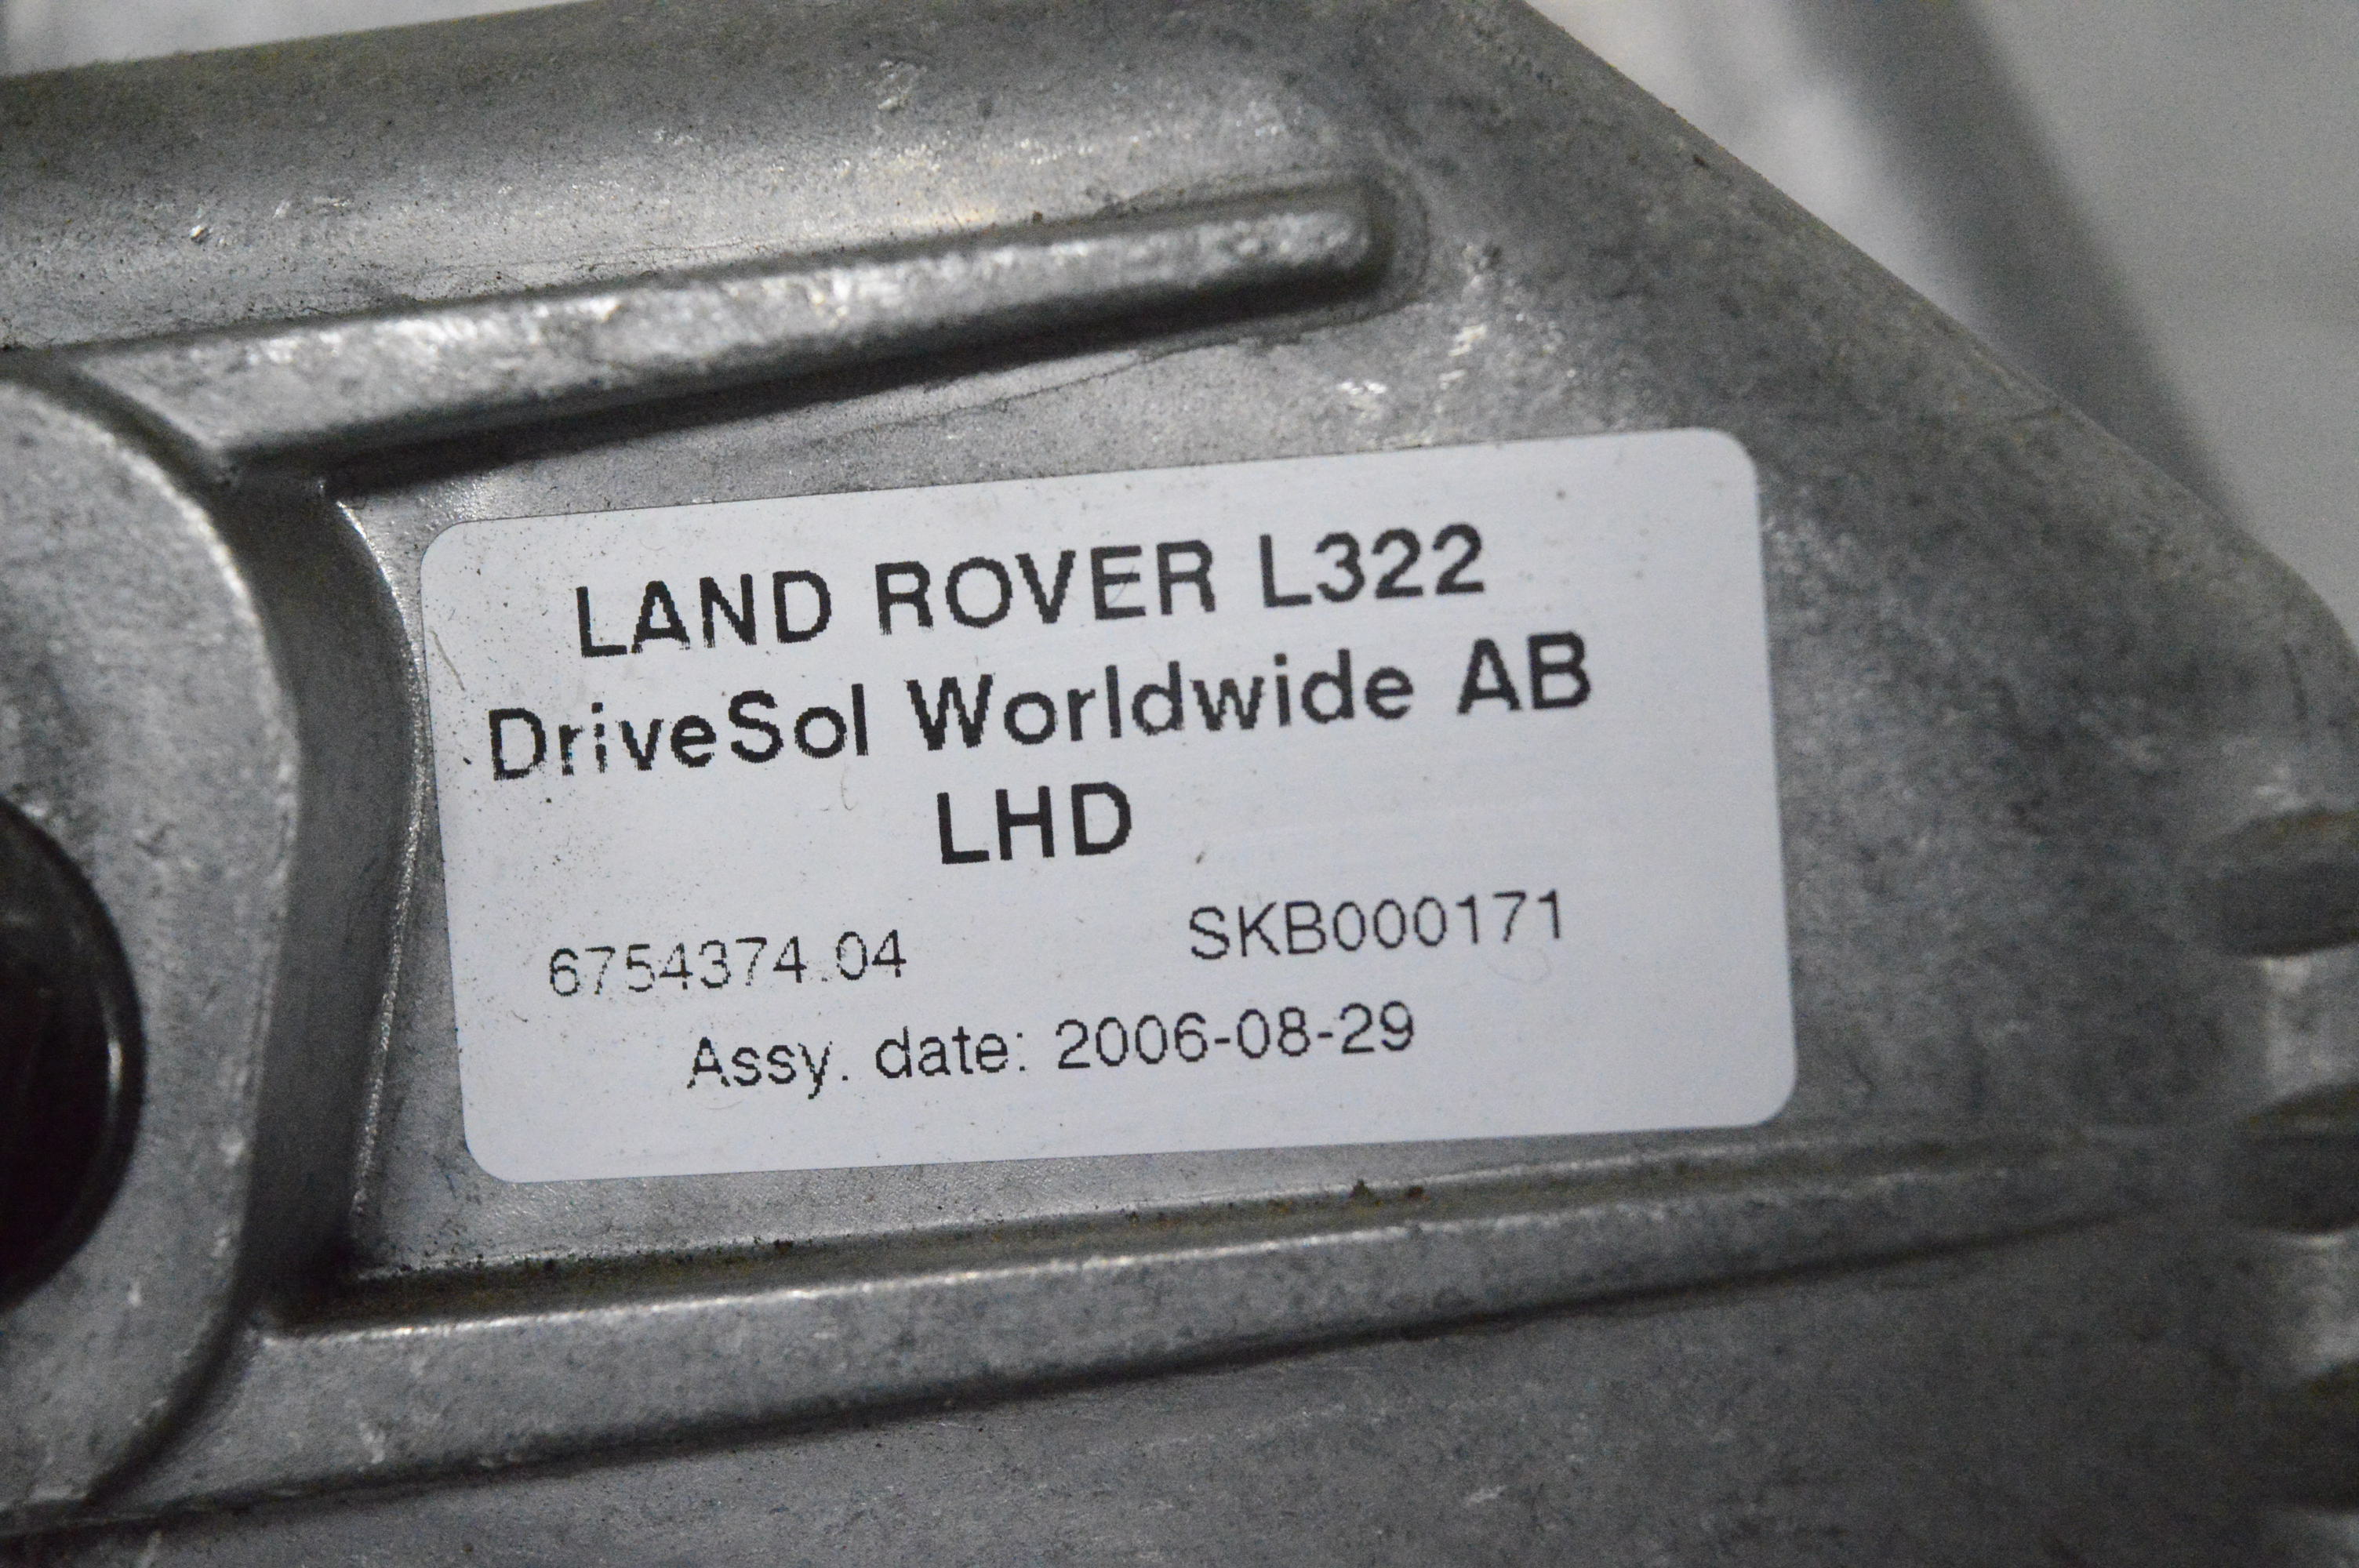 LAND ROVER L322
DriveSol Worldwide AB
LHD
6754374.04 SKB000171
Assy. date: 2006-08-29